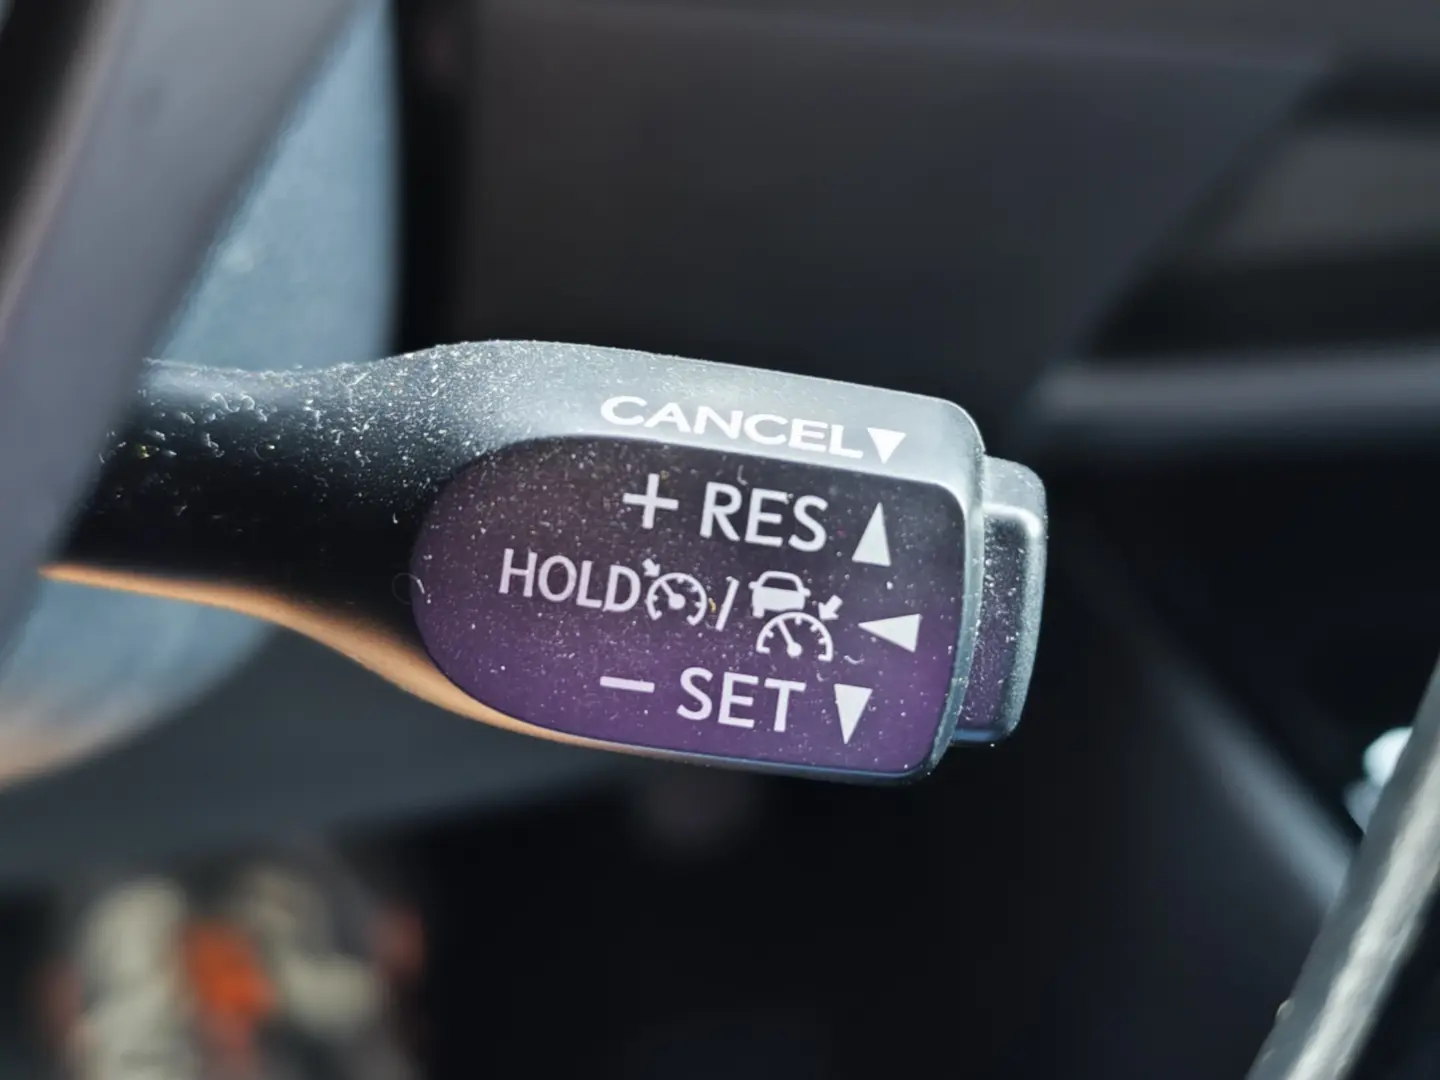 CANCEL▼
+ RES ▲
HOLD / ◀
– SET ▼